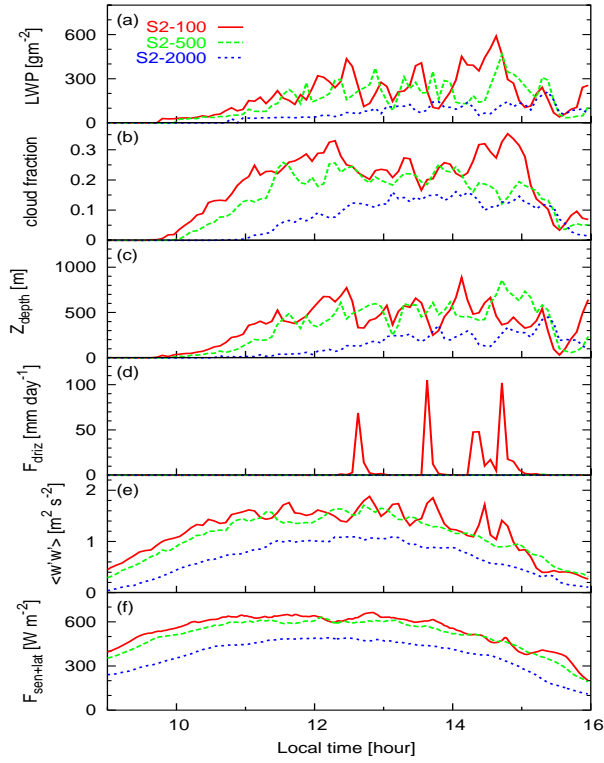 (a)
S2-100
S2-500
S2-2000
LWP [gm⁻²]
600
300
0
(b)
cloud fraction
0.3
0.2
0.1
0
(c)
Z_depth [m]
1000
500
0
(d)
F_driz [mm day⁻¹]
100
50
0
(e)
<w'w'> [m² s⁻²]
2
1
0
(f)
F_sen+lat [W m⁻²]
600
300
0
10 12 14 16
Local time [hour]